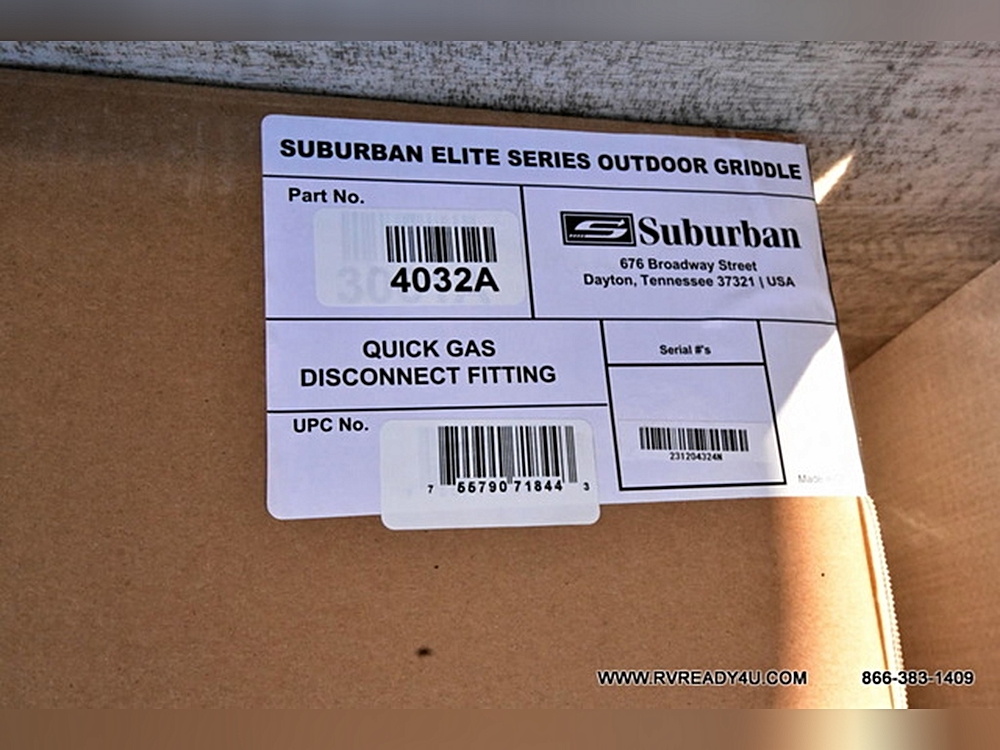 SUBURBAN ELITE SERIES OUTDOOR GRIDDLE
Part No.
4032A
Suburban
676 Broadway Street
Dayton, Tennessee 37321 | USA
QUICK GAS
DISCONNECT FITTING
Serial #'s
231204324N
UPC No.
7 55790 71844 3
Made
WWW.RVREADY4U.COM 866-383-1409